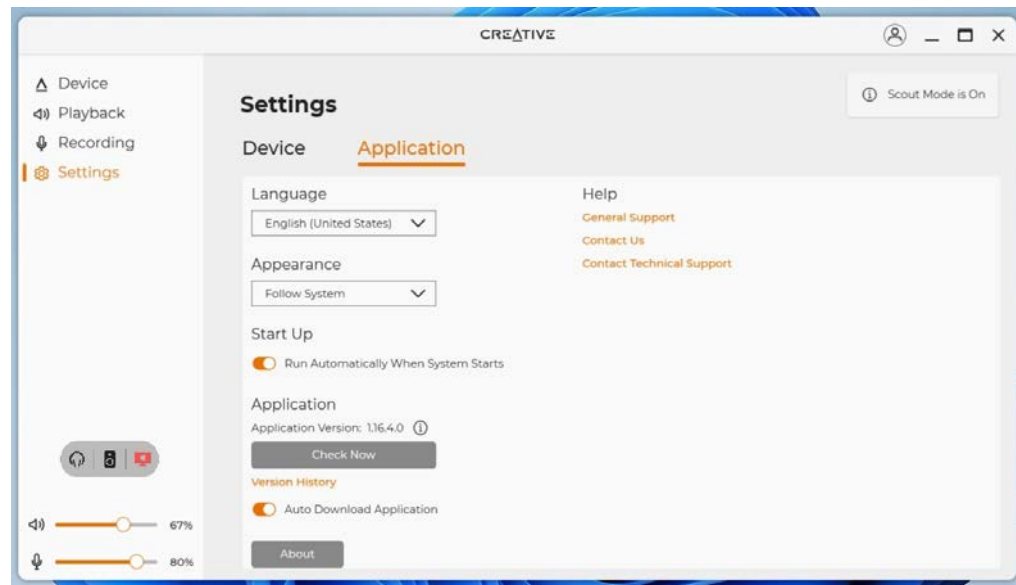 CREATIVE
Device
Playback
Recording
Settings
67%
80%
Settings
Scout Mode is On
Device Application
Language
English (United States)
Appearance
Follow System
Start Up
Run Automatically When System Starts
Application
Application Version: 1.16.4.0
Check Now
Version History
Auto Download Application
About
Help
General Support
Contact Us
Contact Technical Support